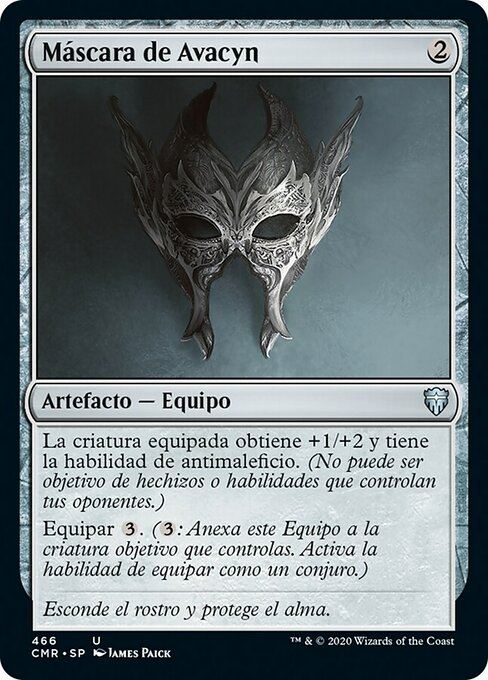 Máscara de Avacyn 2
Artefacto — Equipo
La criatura equipada obtiene +1/+2 y tiene
la habilidad de antimaleficio. (No puede ser
objetivo de hechizos o habilidades que controlan
tus oponentes.)
Equipar 3. (3: Anexa este Equipo a la
criatura objetivo que controlas. Activa la
habilidad de equipar como un conjuro.)
Esconde el rostro y protege el alma.
466 U
™ & © 2020 Wizards of the Coast
CMR • SP James Paick